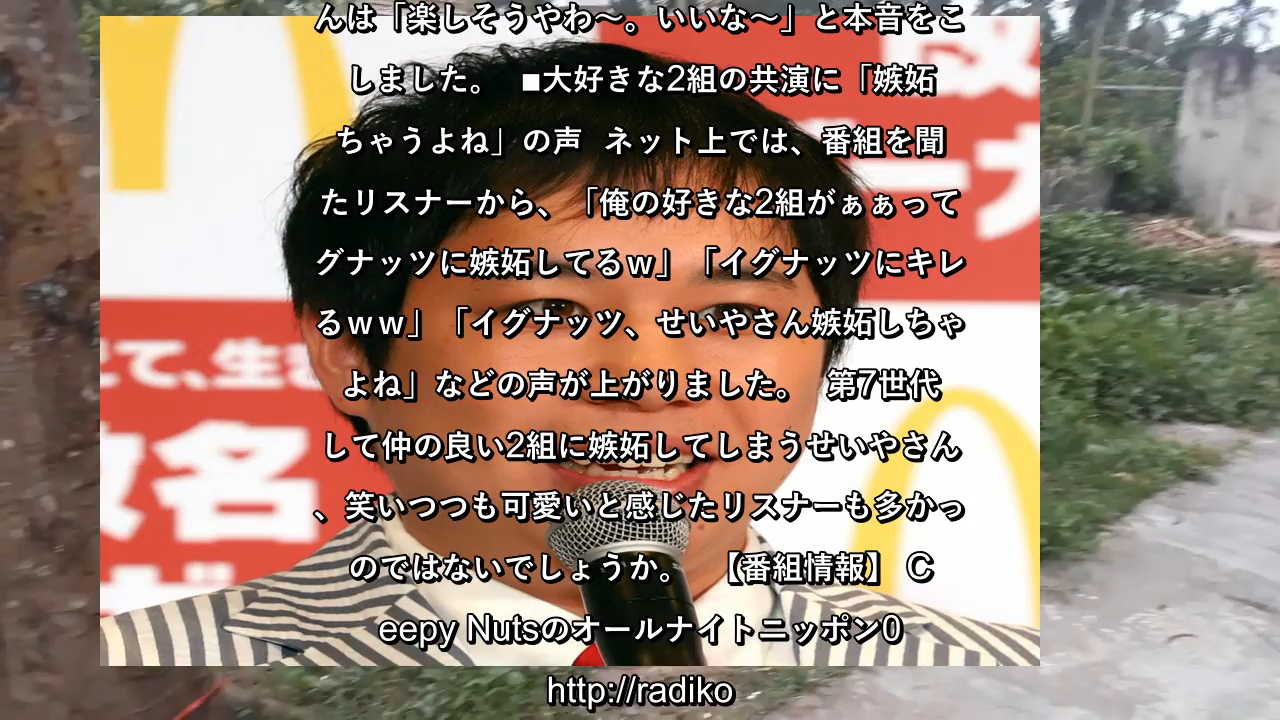 んは「楽しそうやわ〜。いいな〜」と本音をこ
しました。 ■大好きな2組の共演に「嫉妬
ちゃうよね」の声 ネット上では、番組を聞
たリスナーから、「俺の好きな2組がぁぁって
グナッツに嫉妬してるｗ」「イグナッツにキレ
るｗｗ」「イグナッツ、せいやさん嫉妬しちゃ
よね」などの声が上がりました。 第7世代
して仲の良い2組に嫉妬してしまうせいやさん
、笑いつつも可愛いと感じたリスナーも多かっ
のではないでしょうか。 【番組情報】 C
eepy Nutsのオールナイトニッポン0
http://radiko
て、生
数名